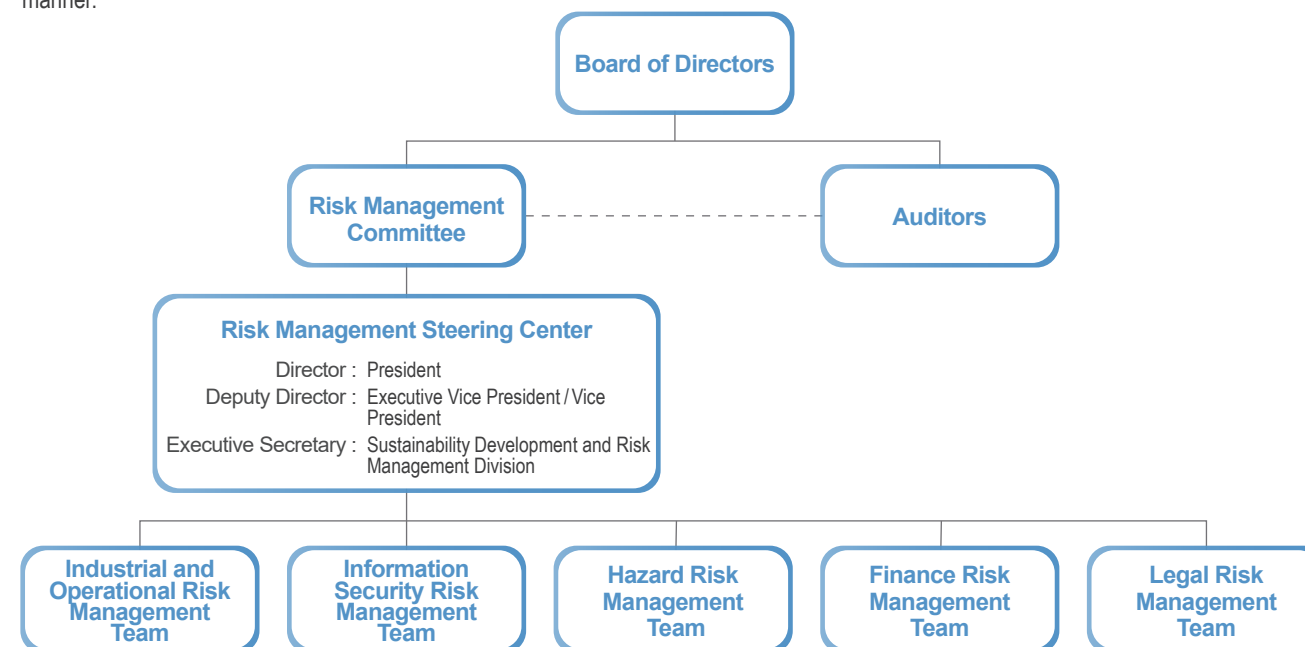 manner.
Board of Directors
Risk Management
Committee
Auditors
Risk Management Steering Center
Director : President
Deputy Director : Executive Vice President / Vice
President
Executive Secretary : Sustainability Development and Risk
Management Division
Industrial and
Operational Risk
Management
Team
Information
Security Risk
Management
Team
Hazard Risk
Management
Team
Finance Risk
Management
Team
Legal Risk
Management
Team